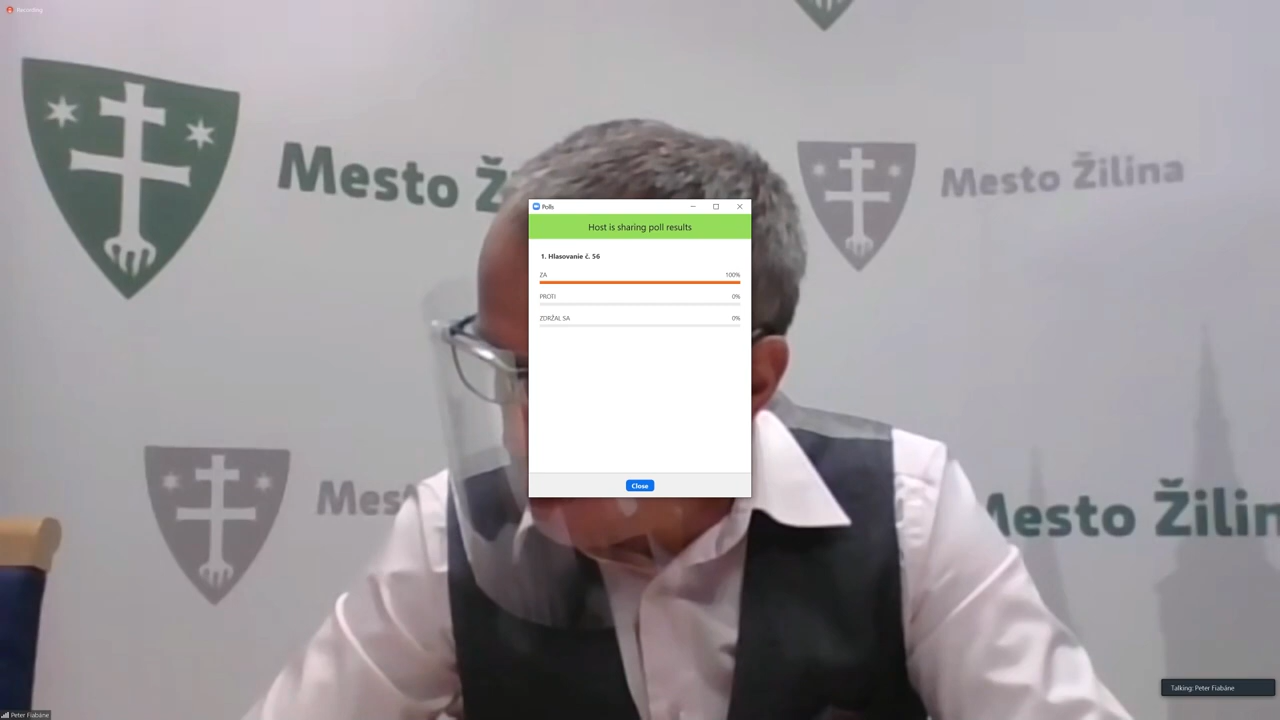 Recording
Mesto Ž
Mesto Žilina
Polls
Host is sharing poll results
1. Hlasovanie č. 56
ZA 100%
PROTI 0%
ZDRŽAL SA 0%
Close
Mest
Mesto Žilin
Talking: Peter Fiabáne
Peter Fiabáne